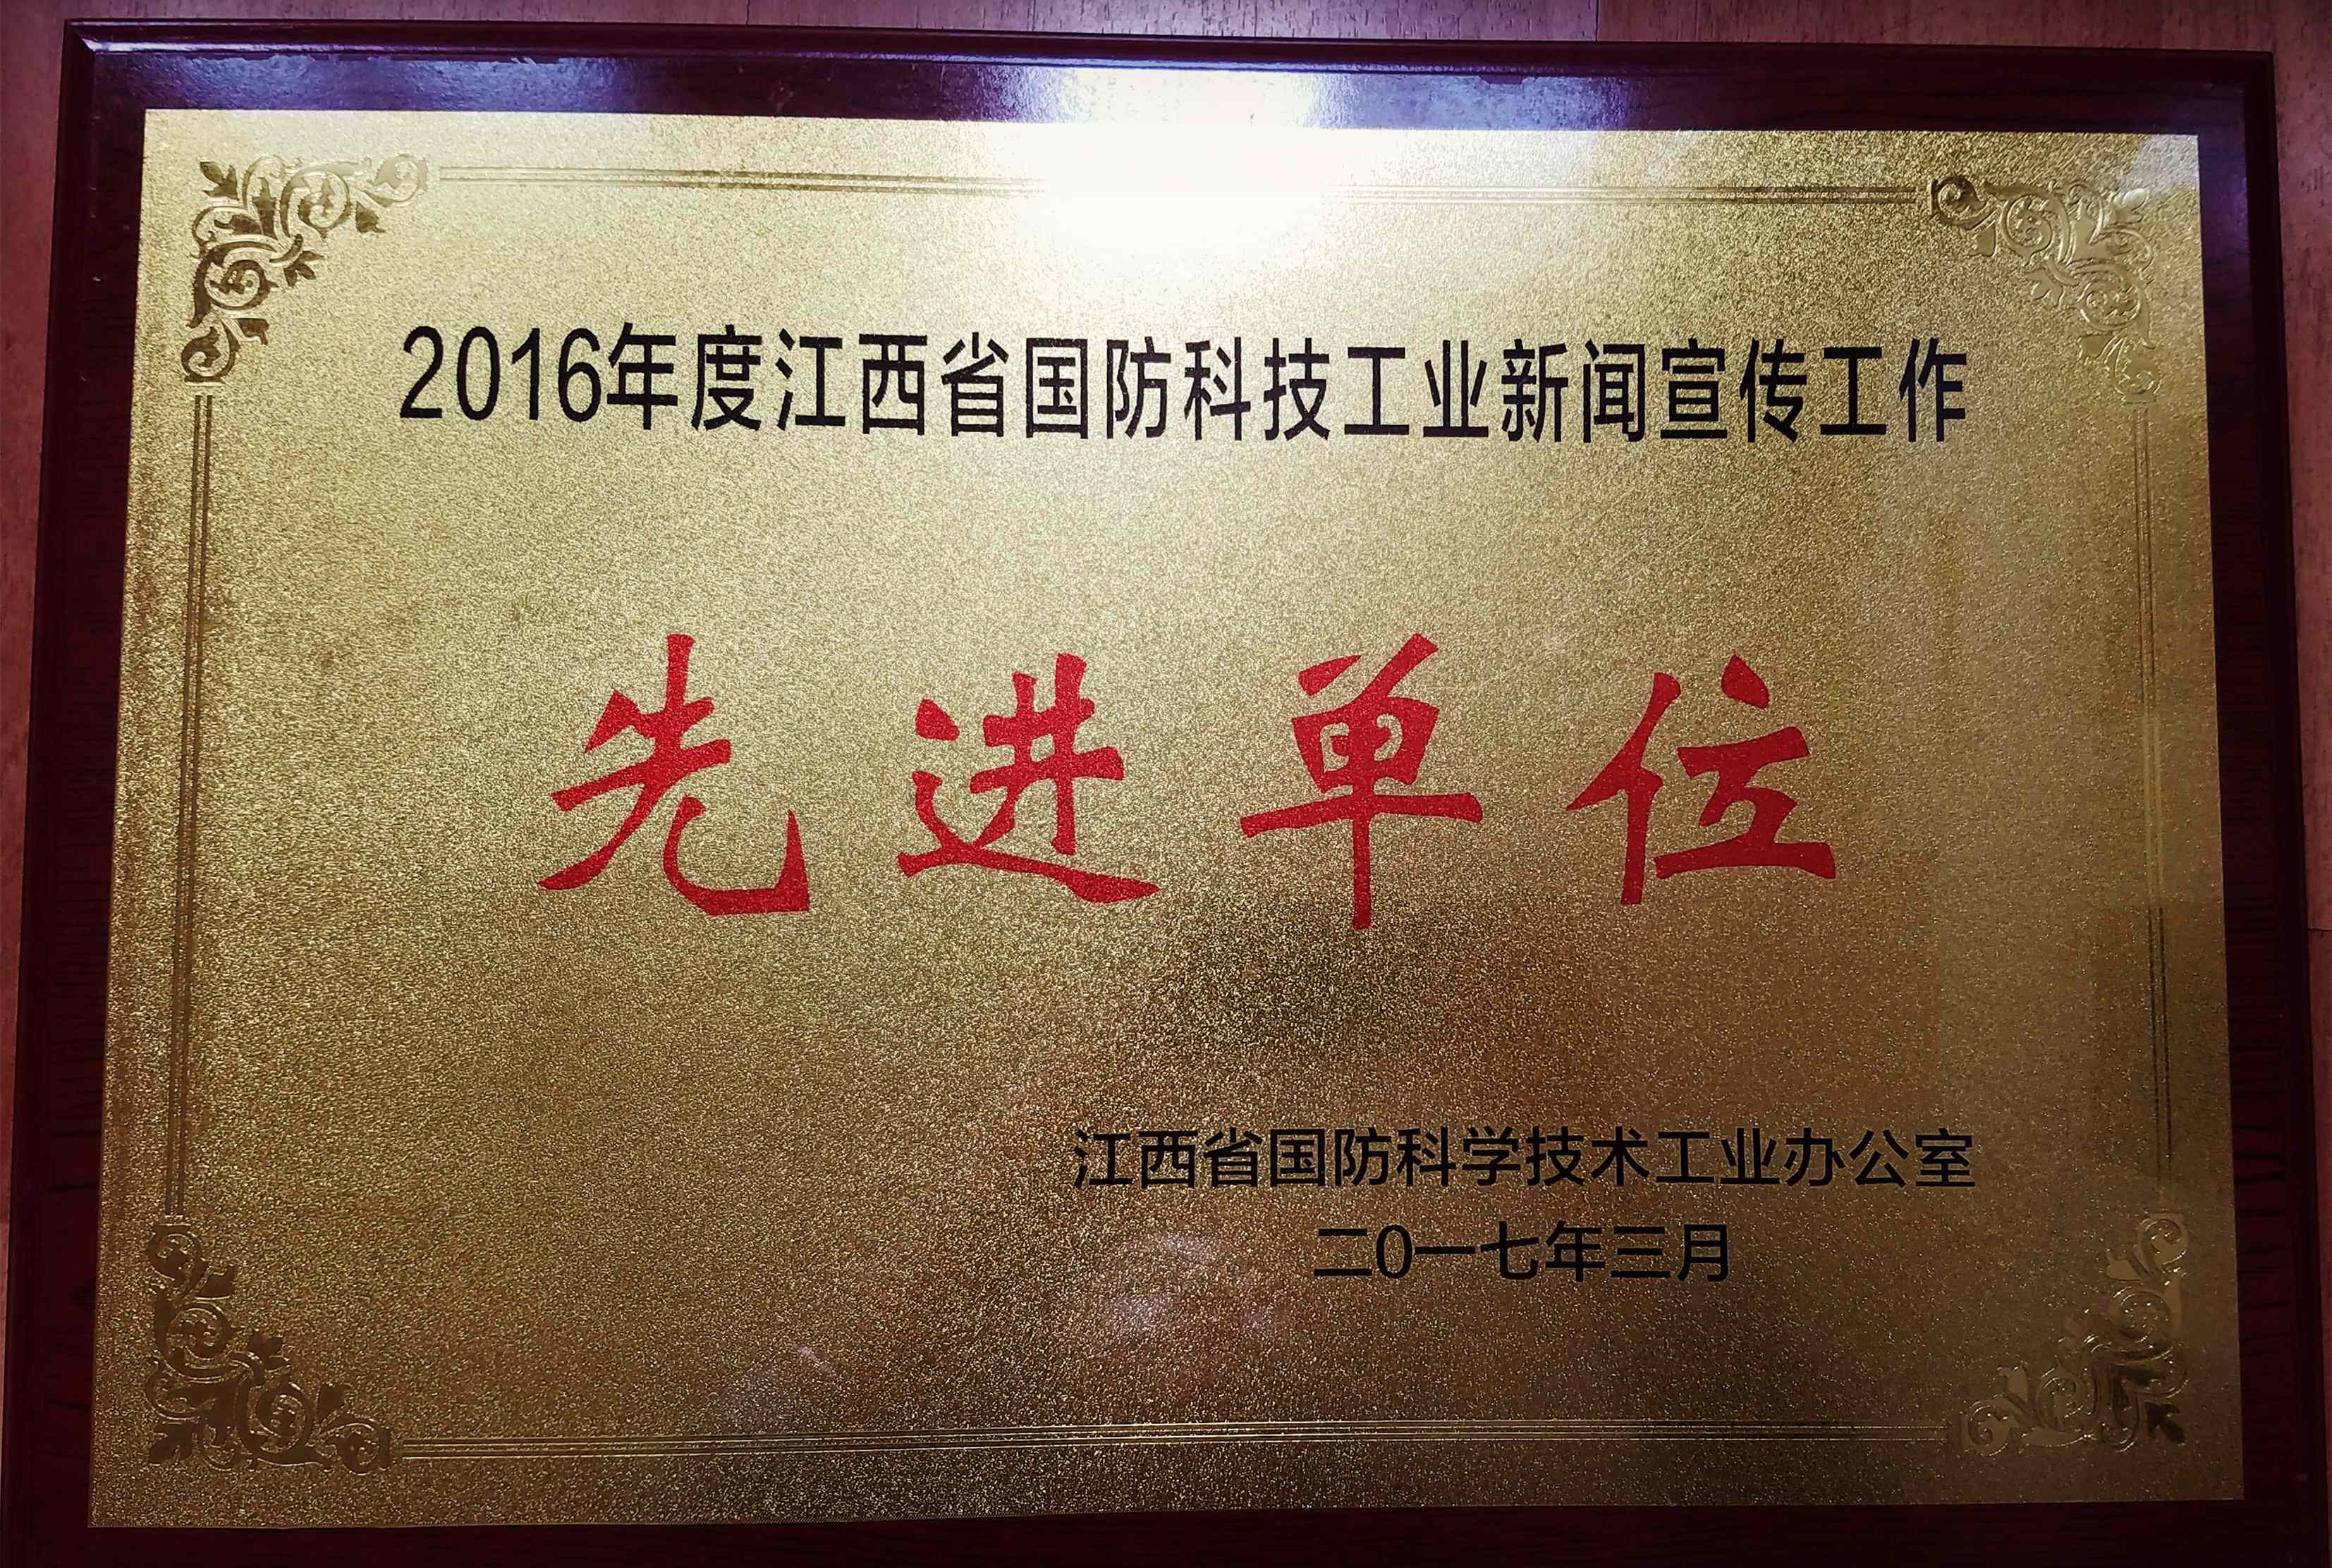 2016年度江西省国防科技工业新闻宣传工作
先进单位
江西省国防科学技术工业办公室
二0一七年三月